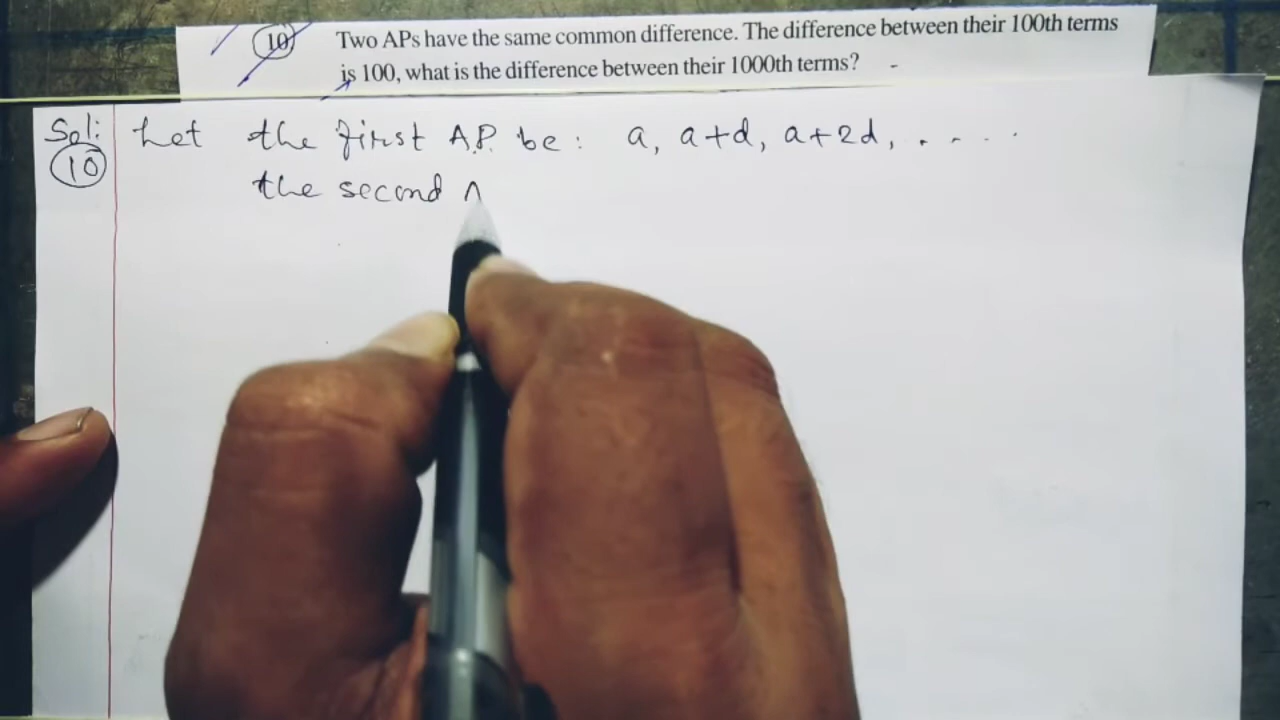 10 Two APs have the same common difference. The difference between their 100th terms
is 100, what is the difference between their 1000th terms?
Sol: Let the first A.P. be: a, a+d, a+2d, . . . . .
10 the second